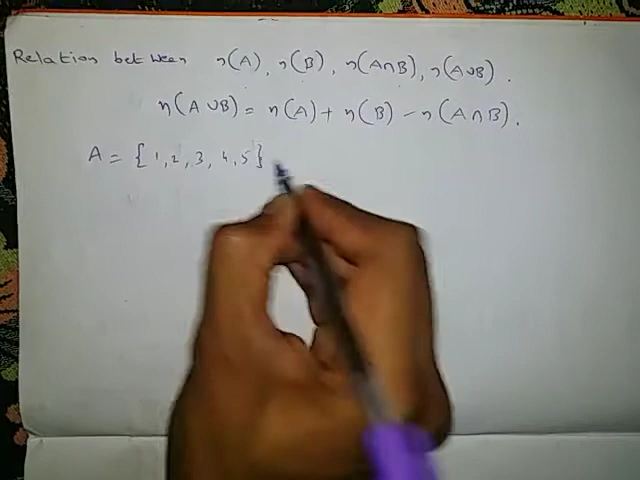 Relation between n(A), n(B), n(A∩B), n(A∪B).
n(A∪B) = n(A) + n(B) - n(A∩B).
A = {1,2,3,4,5}